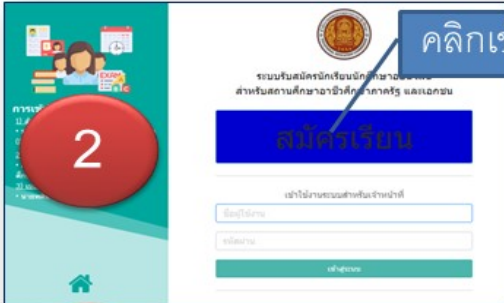 คลิกเข
ระบบรับสมัครนักเรียนนักศึกษา
สำหรับสถานศึกษาอาชีวศึกษาภาครัฐ และเอกชน
สมัครเรียน
EXAM
2
เข้าใช้งานระบบสำหรับเจ้าหน้าที่
ชื่อผู้ใช้งาน
รหัสผ่าน
เข้าสู่ระบบ